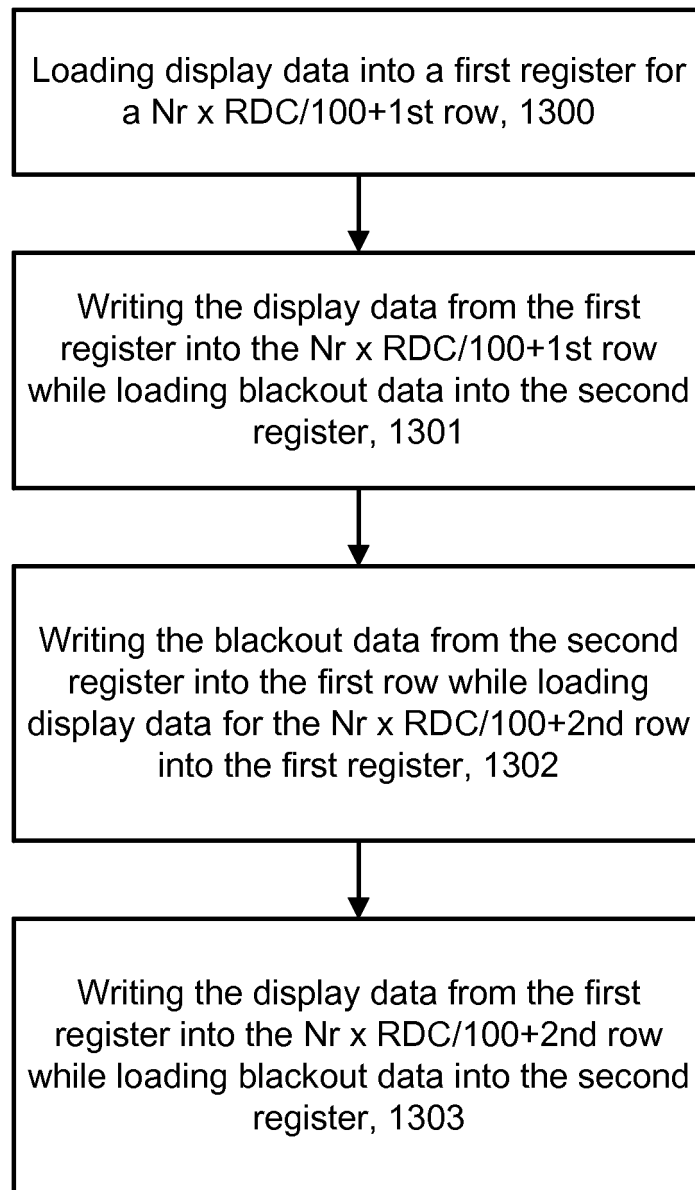 Loading display data into a first register for
a Nr x RDC/100+1st row, 1300
Writing the display data from the first
register into the Nr x RDC/100+1st row
while loading blackout data into the second
register, 1301
Writing the blackout data from the second
register into the first row while loading
display data for the Nr x RDC/100+2nd row
into the first register, 1302
Writing the display data from the first
register into the Nr x RDC/100+2nd row
while loading blackout data into the second
register, 1303